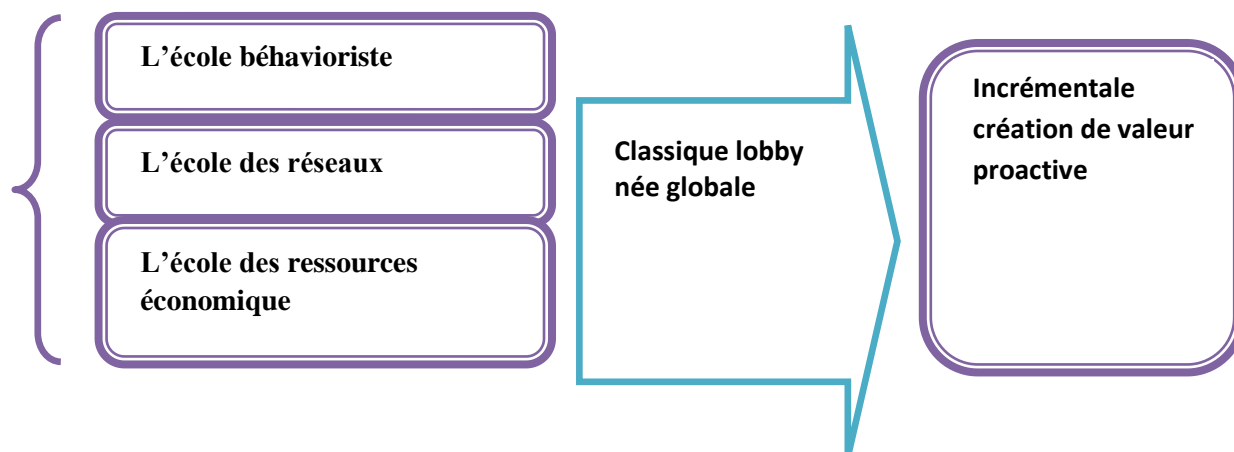 L’école béhavioriste
L’école des réseaux
L’école des ressources
économique
Classique lobby
née globale
Incrémentale
création de valeur
proactive